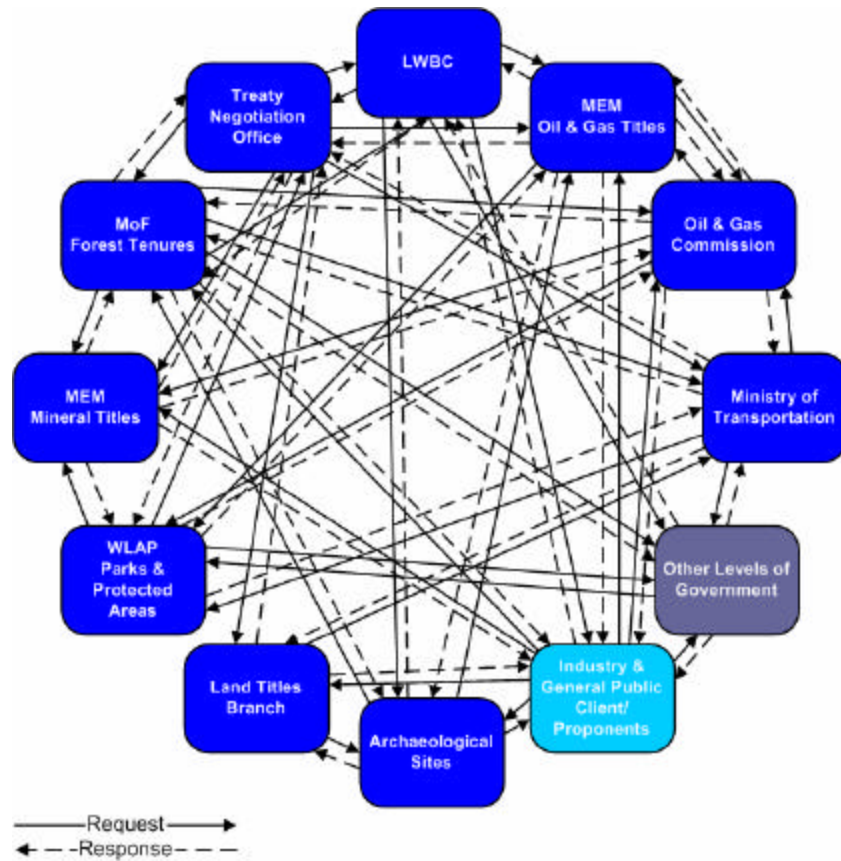 LWBC
Treaty
Negotiation
Office
MEM
Oil & Gas Titles
MoF
Forest Tenures
Oil & Gas
Commission
MEM
Mineral Titles
Ministry of
Transportation
WLAP
Parks &
Protected
Areas
Other Levels of
Government
Land Titles
Branch
Industry &
General Public
Client/
Proponents
Archaeological
Sites
Request
Response